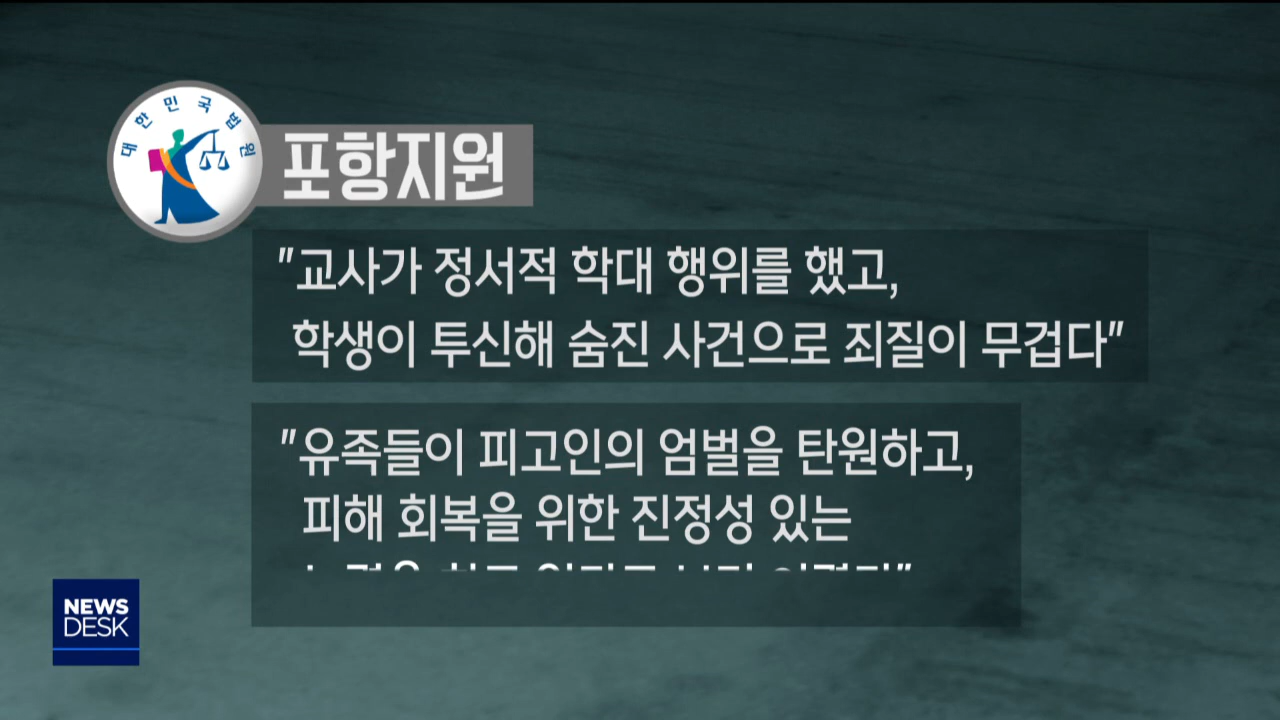 대한민국법원
포항지원
"교사가 정서적 학대 행위를 했고,
학생이 투신해 숨진 사건으로 죄질이 무겁다"
"유족들이 피고인의 엄벌을 탄원하고,
피해 회복을 위한 진정성 있는
NEWS
DESK